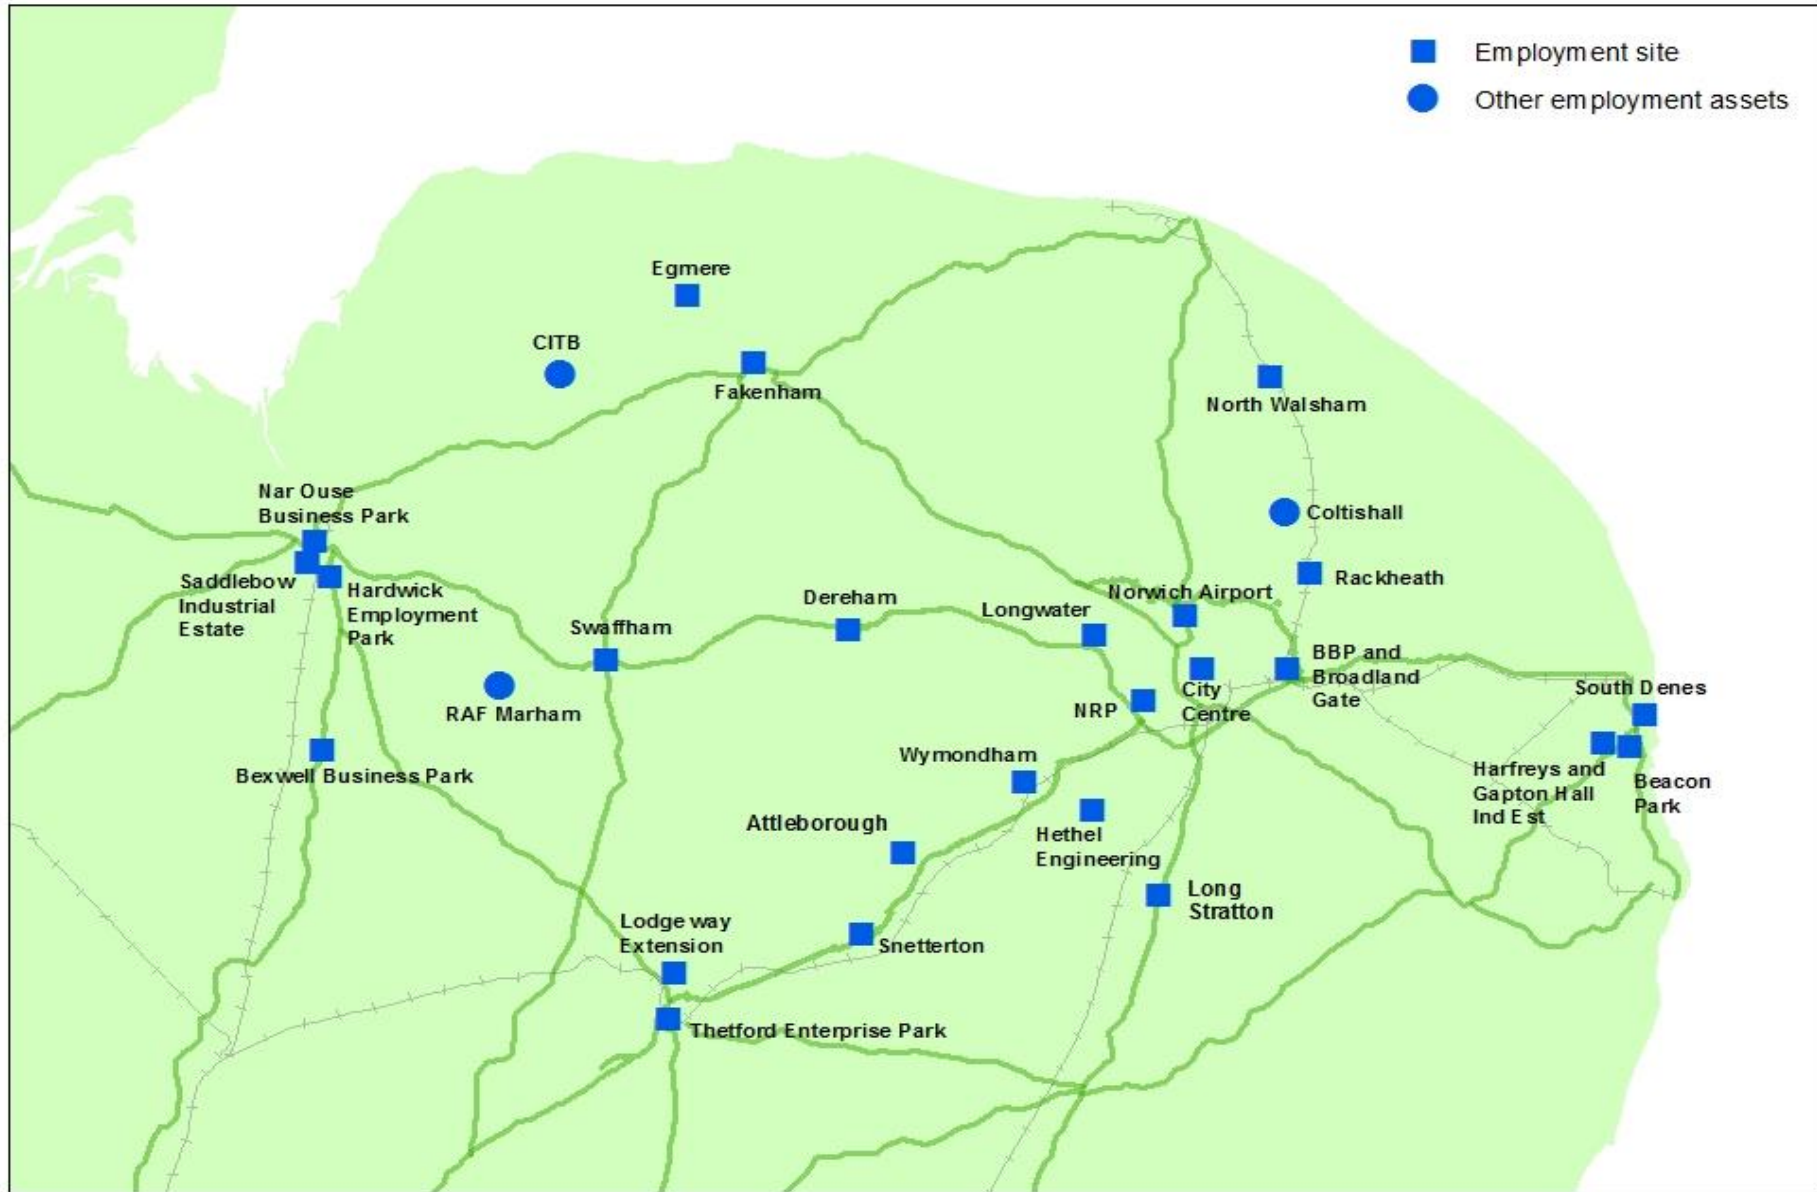 Employment site
Other employment assets
Egmere
CITB
Fakenham
North Walsham
Nar Ouse
Business Park
Coltishall
Saddlebow
Industrial
Estate
Hardwick
Employment
Park
Rackheath
Norwich Airport
Dereham
Longwater
Swaffham
BBP and
Broadland
Gate
City
Centre
South Denes
RAF Marham
NRP
Wymondham
Harfreys and
Gapton Hall
Ind Est
Beacon
Park
Bexwell Business Park
Attleborough
Hethel
Engineering
Long
Stratton
Lodge way
Extension
Snetterton
Thetford Enterprise Park